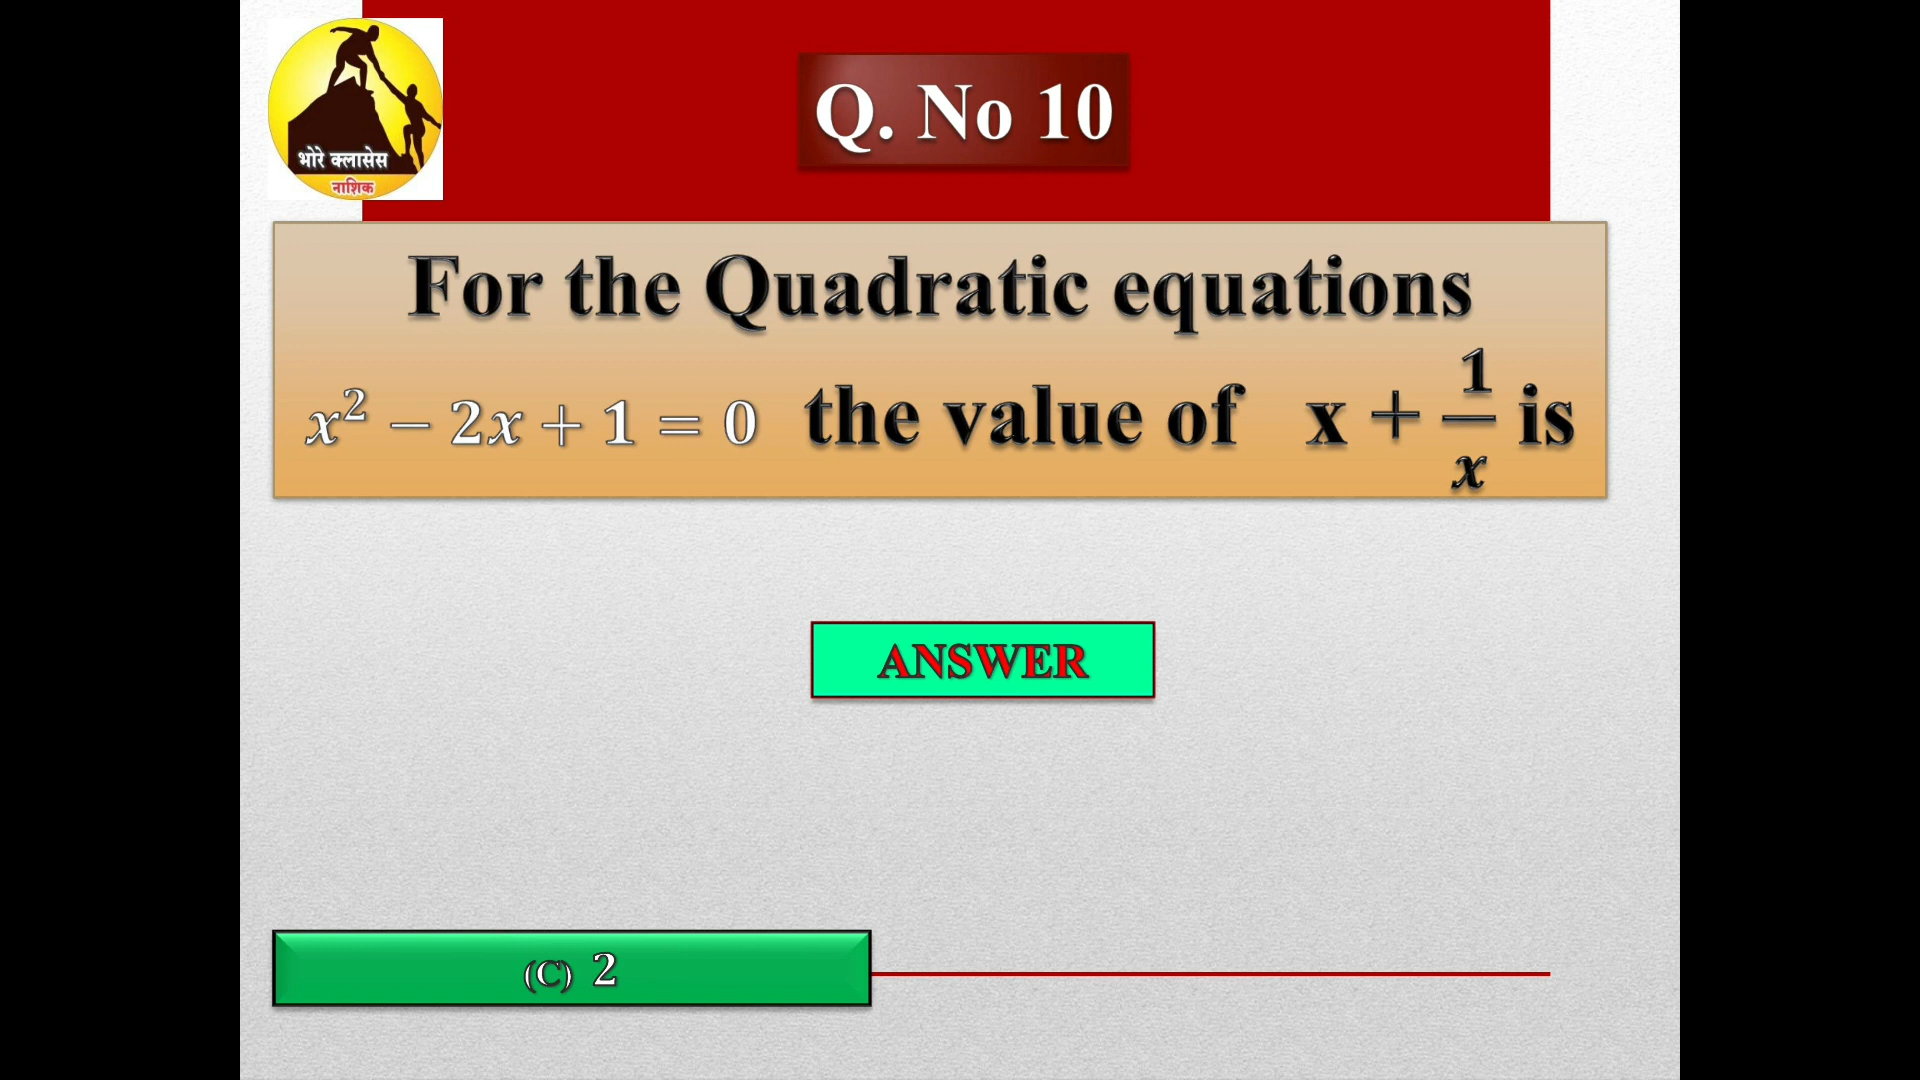 भोरे क्लासेस
नाशिक
Q. No 10
For the Quadratic equations
x² − 2x + 1 = 0 the value of x + 1/x is
ANSWER
(C) 2